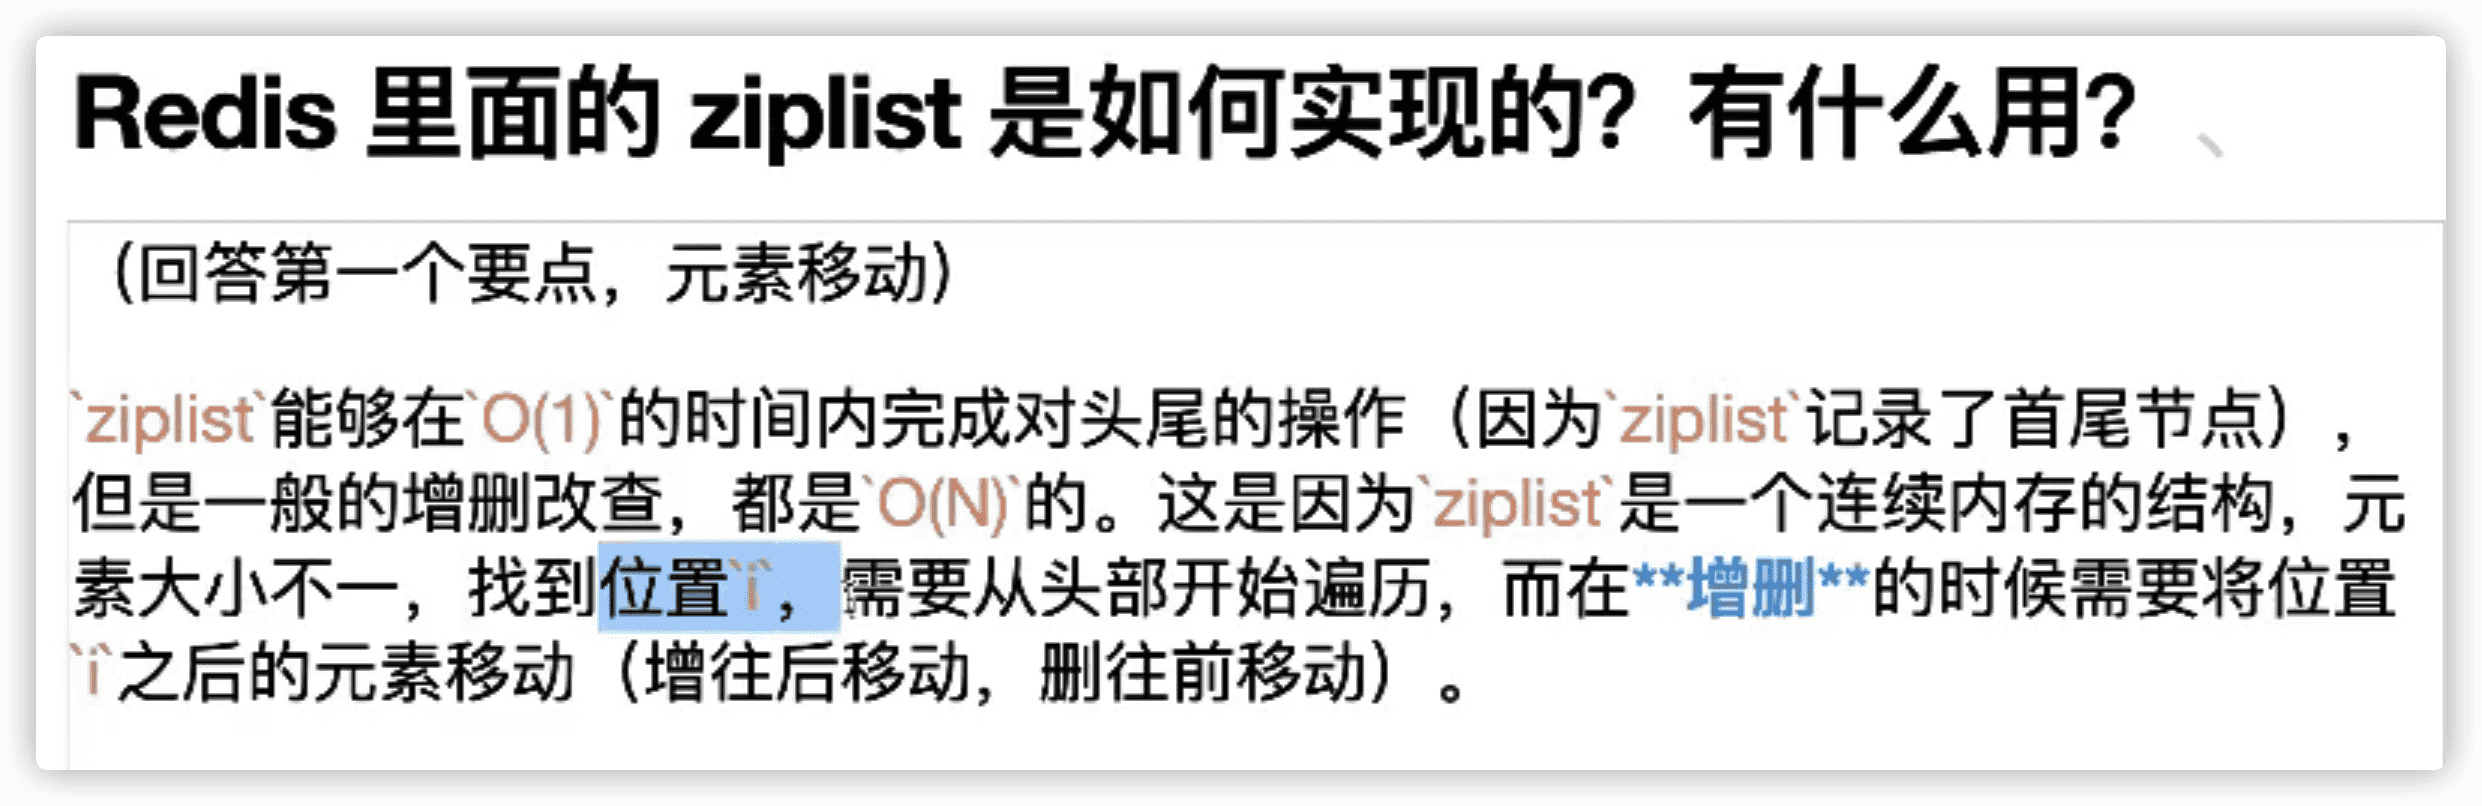 Redis 里面的 ziplist 是如何实现的？有什么用？、
（回答第一个要点，元素移动）
`ziplist`能够在`O(1)`的时间内完成对头尾的操作（因为`ziplist`记录了首尾节点），
但是一般的增删改查，都是`O(N)`的。这是因为`ziplist`是一个连续内存的结构，元
素大小不一，找到位置`i`，需要从头部开始遍历，而在**增删**的时候需要将位置
`i`之后的元素移动（增往后移动，删往前移动）。